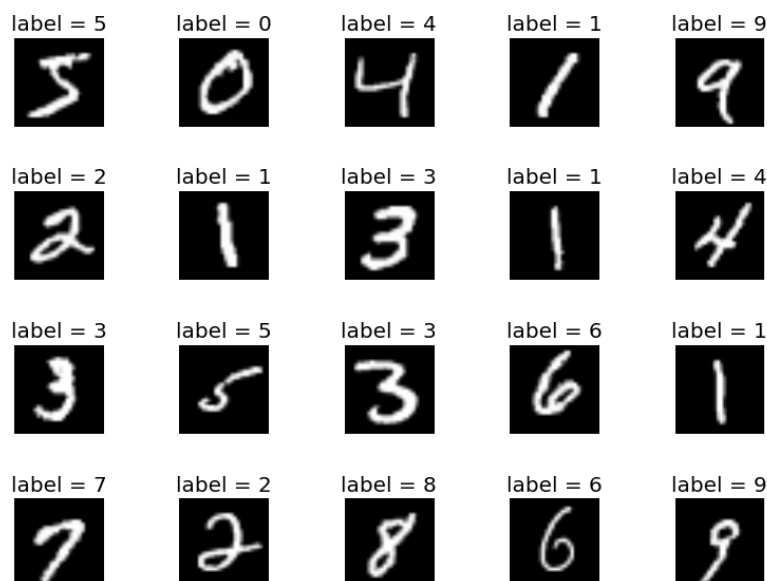 label = 5 label = 0 label = 4 label = 1 label = 9
5 0 4 1 9
label = 2 label = 1 label = 3 label = 1 label = 4
2 1 3 1 4
label = 3 label = 5 label = 3 label = 6 label = 1
3 5 3 6 1
label = 7 label = 2 label = 8 label = 6 label = 9
7 2 8 6 9